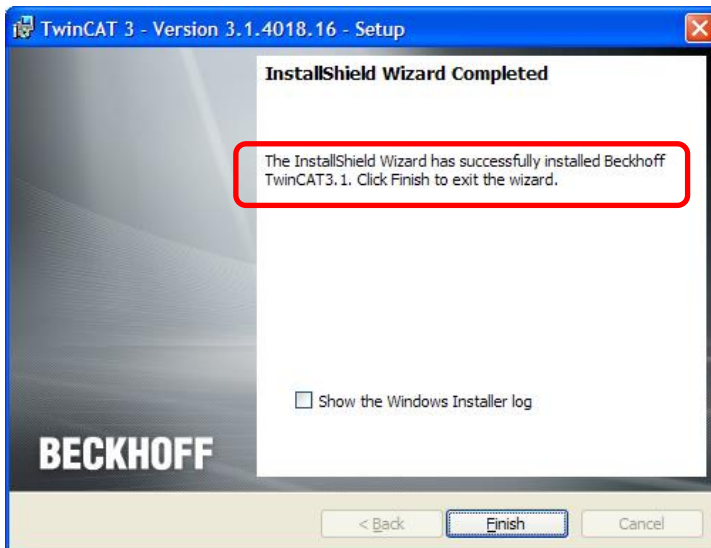 TwinCAT 3 - Version 3.1.4018.16 - Setup
InstallShield Wizard Completed
The InstallShield Wizard has successfully installed Beckhoff
TwinCAT3.1. Click Finish to exit the wizard.
Show the Windows Installer log
BECKHOFF
< Back
Finish
Cancel